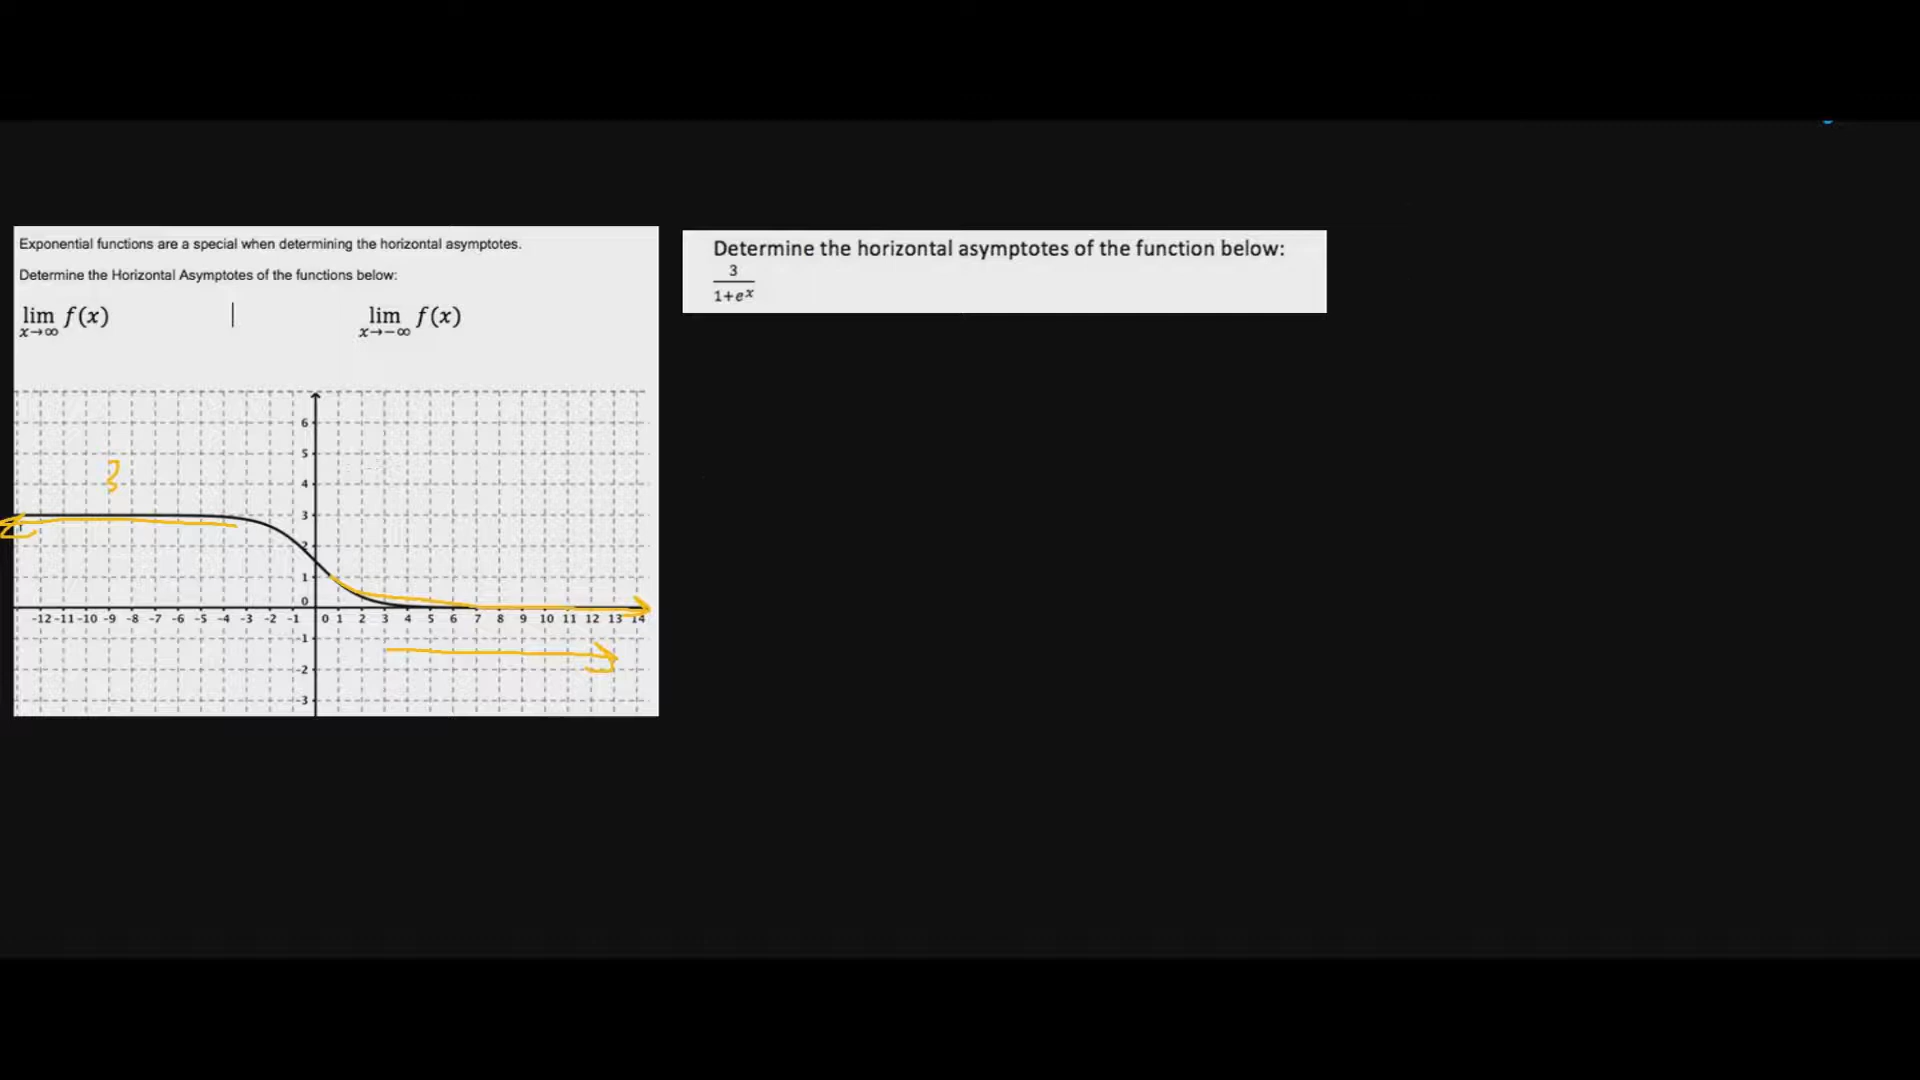 Exponential functions are a special when determining the horizontal asymptotes.
Determine the Horizontal Asymptotes of the functions below:
lim f(x) | lim f(x)
x→∞ x→−∞
6
5
3
4
3
2
1
0
-12 -11 -10 -9 -8 -7 -6 -5 -4 -3 -2 -1 0 1 2 3 4 5 6 7 8 9 10 11 12 13 14
-1
-2
-3
Determine the horizontal asymptotes of the function below:
3
1+eˣ